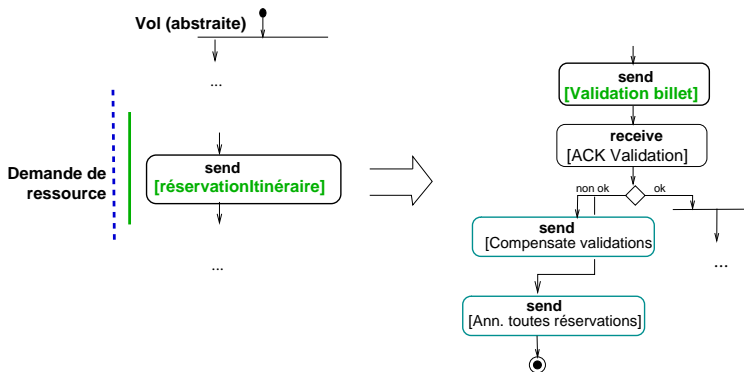 Vol (abstraite)
...
Demande de
ressource
send
[réservationItinéraire]
...
send
[Validation billet]
receive
[ACK Validation]
non ok
ok
send
[Compensate validations
...
send
[Ann. toutes réservations]